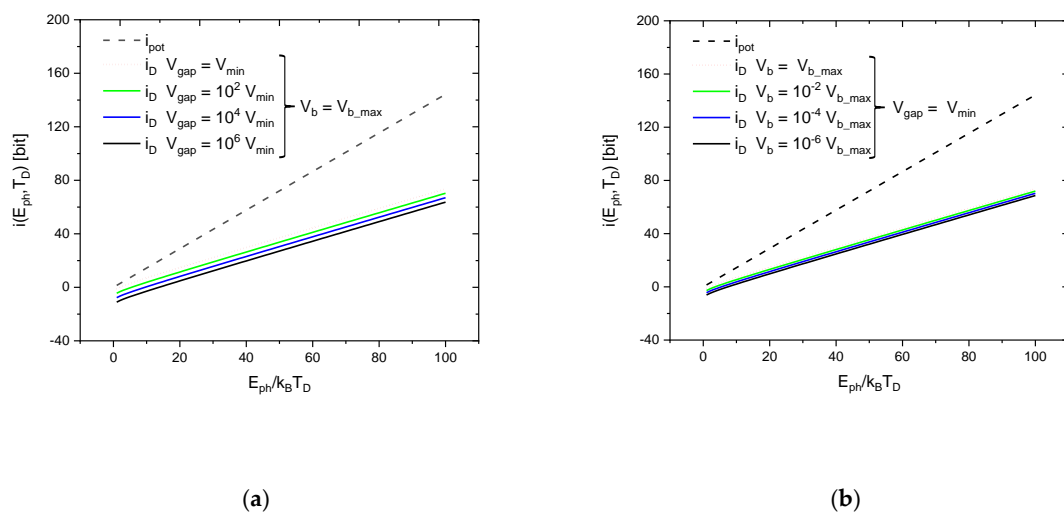 200
160
120
80
40
0
-40
i(E_ph,T_D) [bit]
i_pot
i_D V_gap = V_min
i_D V_gap = 10^2 V_min
i_D V_gap = 10^4 V_min
i_D V_gap = 10^6 V_min
V_b = V_b_max
0 20 40 60 80 100
E_ph/k_BT_D
(a)
200
160
120
80
40
0
-40
i(E_ph,T_D) [bit]
i_pot
i_D V_b = V_b_max
i_D V_b = 10^-2 V_b_max
i_D V_b = 10^-4 V_b_max
i_D V_b = 10^-6 V_b_max
V_gap = V_min
0 20 40 60 80 100
E_ph/k_BT_D
(b)